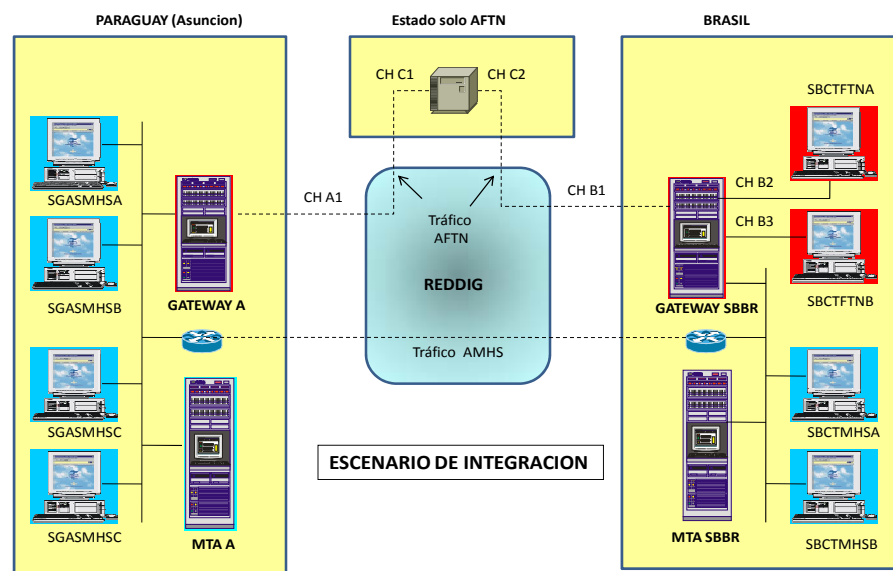 PARAGUAY (Asuncion)
Estado solo AFTN
BRASIL
CH C1
CH C2
SBCTFTNA
SGASMHSA
CH A1
CH B1
CH B2
Tráfico
AFTN
CH B3
REDDIG
SGASMHSB
GATEWAY A
GATEWAY SBBR
SBCTFTNB
Tráfico AMHS
SGASMHSC
SBCTMHSA
ESCENARIO DE INTEGRACION
SGASMHSC
MTA A
MTA SBBR
SBCTMHSB